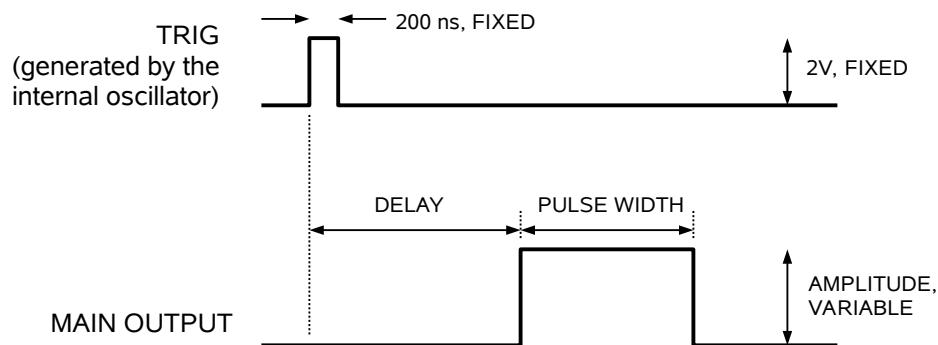 200 ns, FIXED
TRIG
(generated by the
internal oscillator)
2V, FIXED
DELAY
PULSE WIDTH
AMPLITUDE,
VARIABLE
MAIN OUTPUT